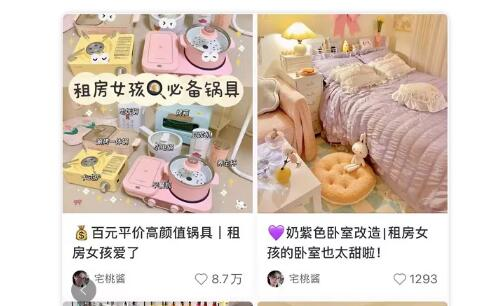 租房女孩必备锅具
💰百元平价高颜值锅具｜租
房女孩爱了
宅桃酱
8.7万
💜奶紫色卧室改造|租房女
孩的卧室也太甜啦！
宅桃酱
1293